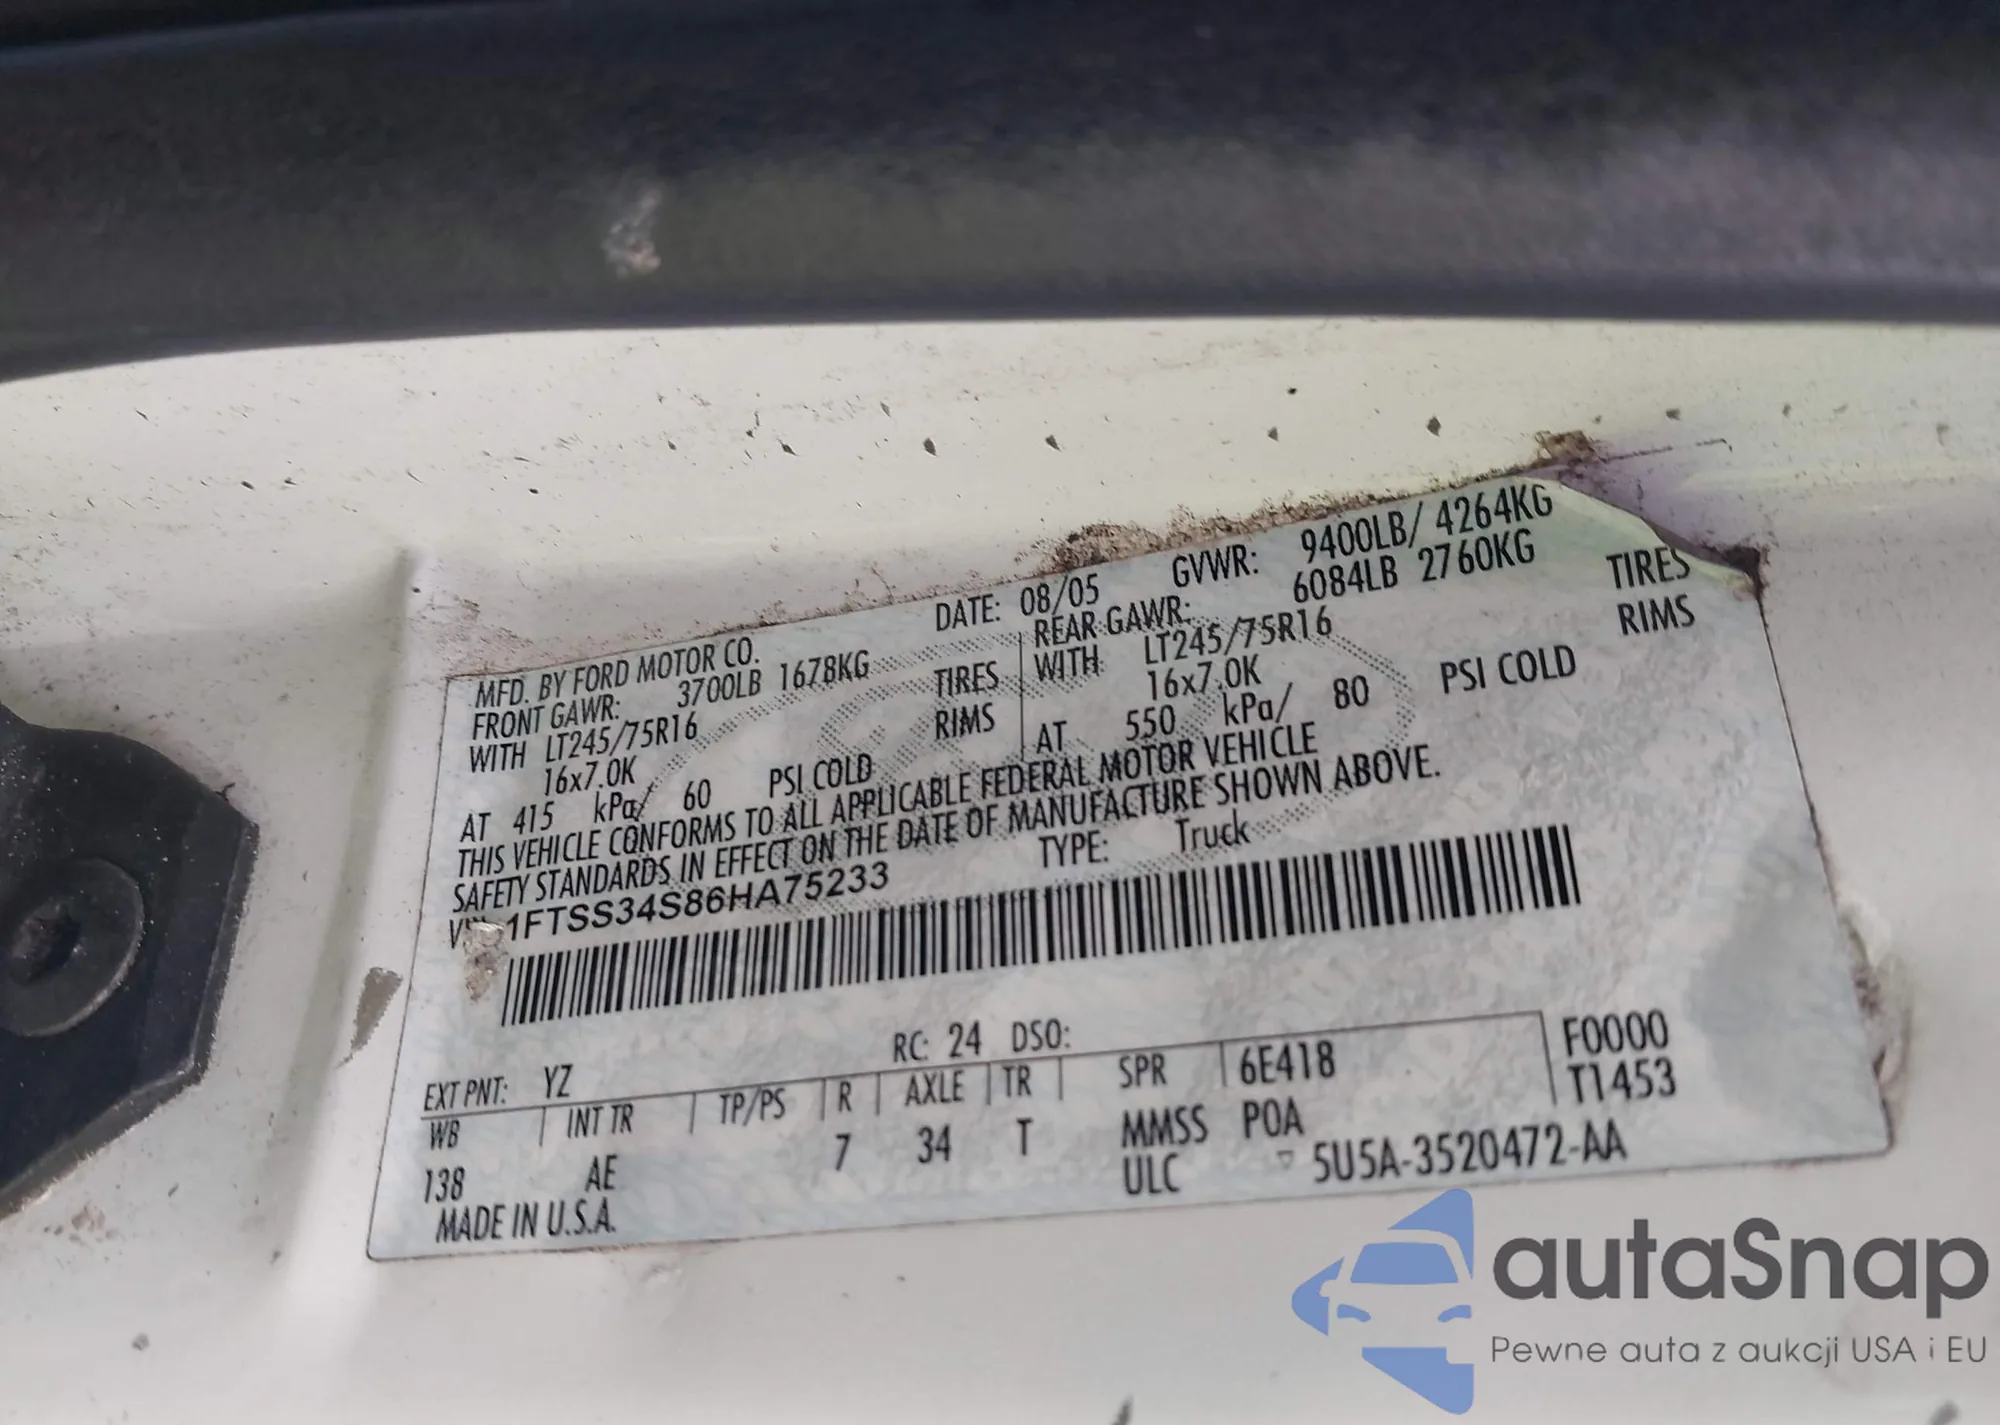 MFD. BY FORD MOTOR CO. DATE: 08/05 GVWR: 9400LB/ 4264KG
FRONT GAWR: 3700LB 1678KG REAR GAWR: 6084LB 2760KG
WITH LT245/75R16 TIRES WITH LT245/75R16 TIRES
16x7.0K RIMS 16x7.0K RIMS
AT 415 kPa/ 60 PSI COLD AT 550 kPa/ 80 PSI COLD
THIS VEHICLE CONFORMS TO ALL APPLICABLE FEDERAL MOTOR VEHICLE
SAFETY STANDARDS IN EFFECT ON THE DATE OF MANUFACTURE SHOWN ABOVE.
1FTSS34S86HA75233 TYPE: Truck
EXT PNT: YZ RC: 24 DSO: F0000
WB INT TR TP/PS R AXLE TR SPR 6E418 T1453
138 AE 7 34 T MMSS POA
MADE IN U.S.A. ULC ▽ 5U5A-3520472-AA
autaSnap
Pewne auta z aukcji USA i EU